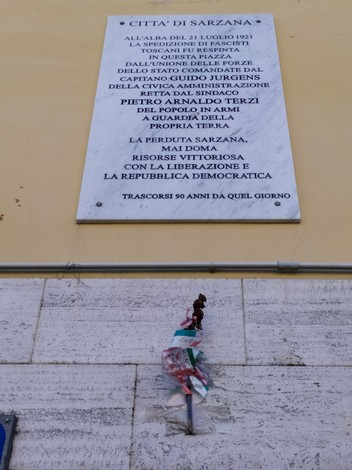 • CITTA' DI SARZANA •
ALL'ALBA DEL 21 LUGLIO 1921
LA SPEDIZIONE DI FASCISTI
TOSCANI FU RESPINTA
IN QUESTA PIAZZA
DALL'UNIONE DELLE FORZE
DELLO STATO COMANDATE DAL
CAPITANO GUIDO JURGENS
DELLA CIVICA AMMINISTRAZIONE
RETTA DAL SINDACO
PIETRO ARNALDO TERZI
DEL POPOLO IN ARMI
A GUARDIA DELLA
PROPRIA TERRA
LA PERDUTA SARZANA,
MAI DOMA
RISORSE VITTORIOSA
CON LA LIBERAZIONE E
LA REPUBBLICA DEMOCRATICA
TRASCORSI 90 ANNI DA QUEL GIORNO